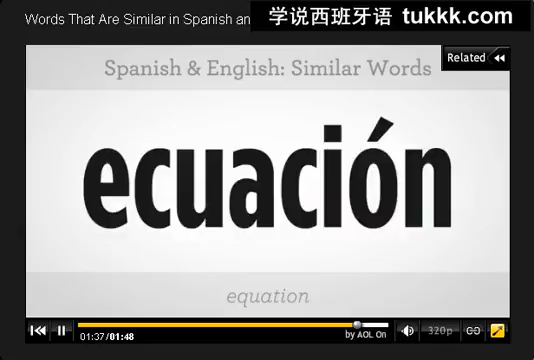 Words That Are Similar in Spanish an
学说西班牙语 tukkk.com
Related
Spanish & English: Similar Words
ecuación
equation
01:37/01:48
by AOL On
320p